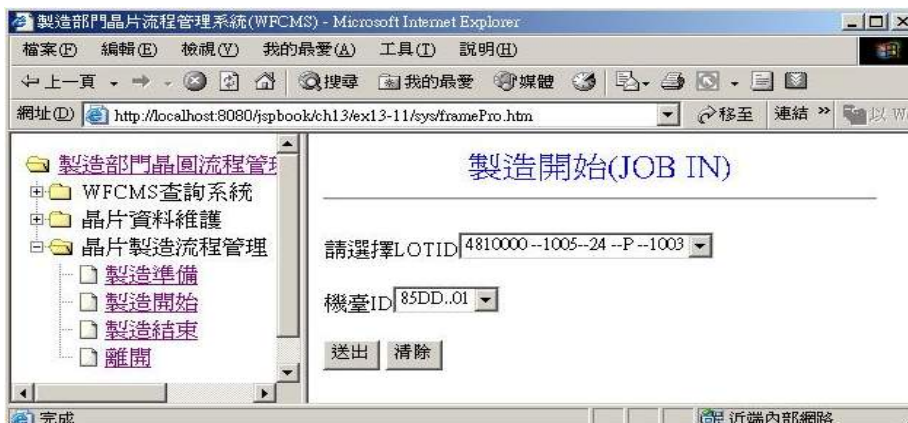 製造部門晶片流程管理系統(WFCMS) - Microsoft Internet Explorer
檔案(F) 編輯(E) 檢視(V) 我的最愛(A) 工具(T) 說明(H)
上一頁 搜尋 我的最愛 媒體
網址(D) http://localhost:8080/jspbook/ch13/ex13-11/sys/framePro.htm 移至 連結 »
製造部門晶圓流程管理
WFCMS查詢系統
晶片資料維護
晶片製造流程管理
製造準備
製造開始
製造結束
離開
製造開始(JOB IN)
請選擇LOTID 4810000 --1005--24 --P --1003
機臺ID 85DD..01
送出 清除
完成 近端內部網路